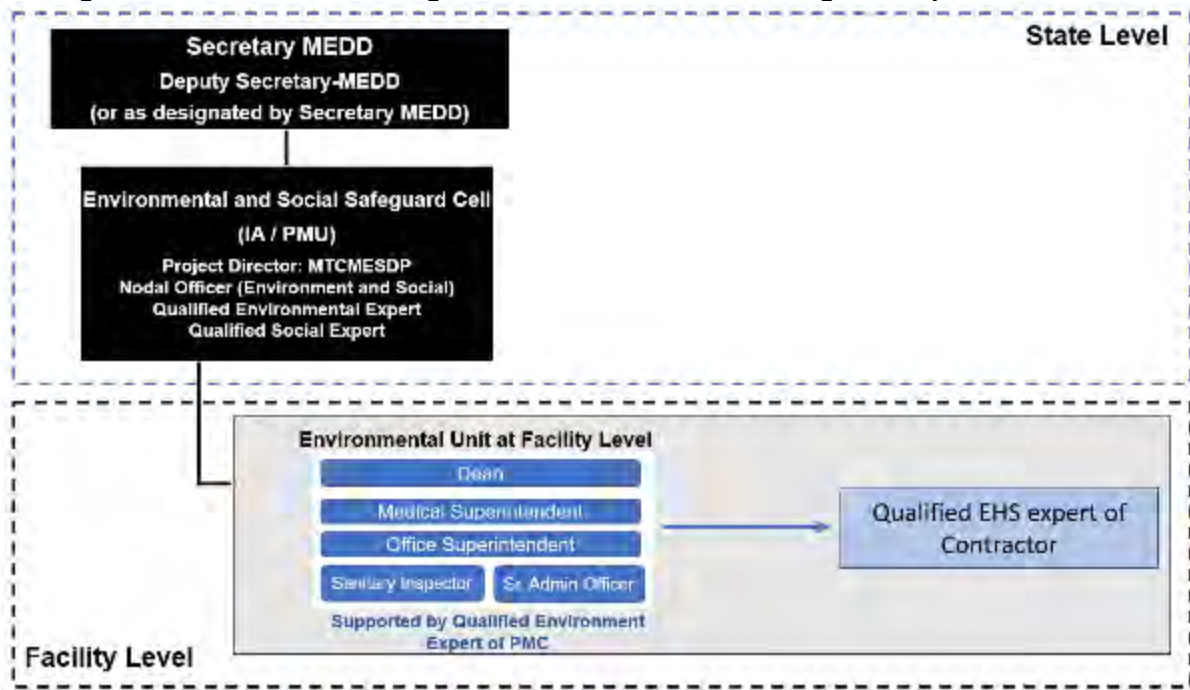 State Level
Secretary MEDD
Deputy Secretary-MEDD
(or as designated by Secretary MEDD)
Environmental and Social Safeguard Cell
(IA / PMU)
Project Director: MTCMESDP
Nodal Officer (Environment and Social)
Qualified Environmental Expert
Qualified Social Expert
Environmental Unit at Facility Level
Dean
Medical Superintendent
Office Superintendent
Sanitary Inspector
Sr. Admin Officer
Supported by Qualified Environment
Expert of PMC
Qualified EHS expert of
Contractor
Facility Level